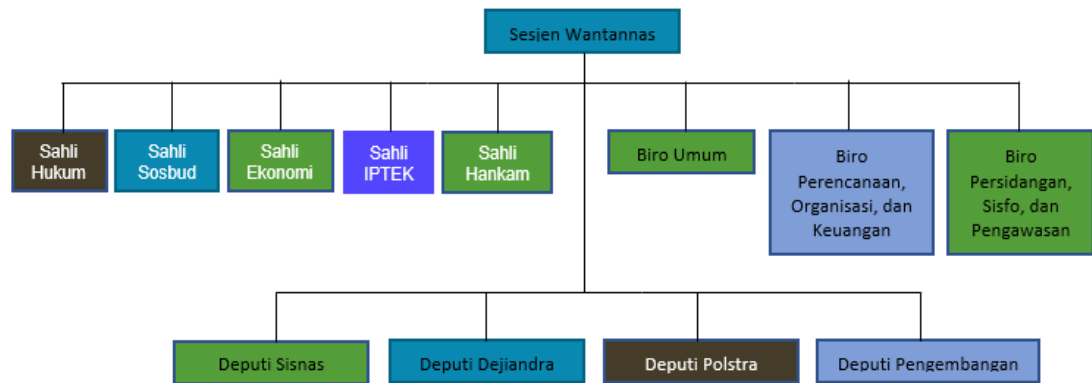 Sesjen Wantannas
Sahli
Hukum
Sahli
Sosbud
Sahli
Ekonomi
Sahli
IPTEK
Sahli
Hankam
Biro Umum
Biro
Perencanaan,
Organisasi, dan
Keuangan
Biro
Persidangan,
Sisfo, dan
Pengawasan
Deputi Sisnas
Deputi Dejiandra
Deputi Polstra
Deputi Pengembangan